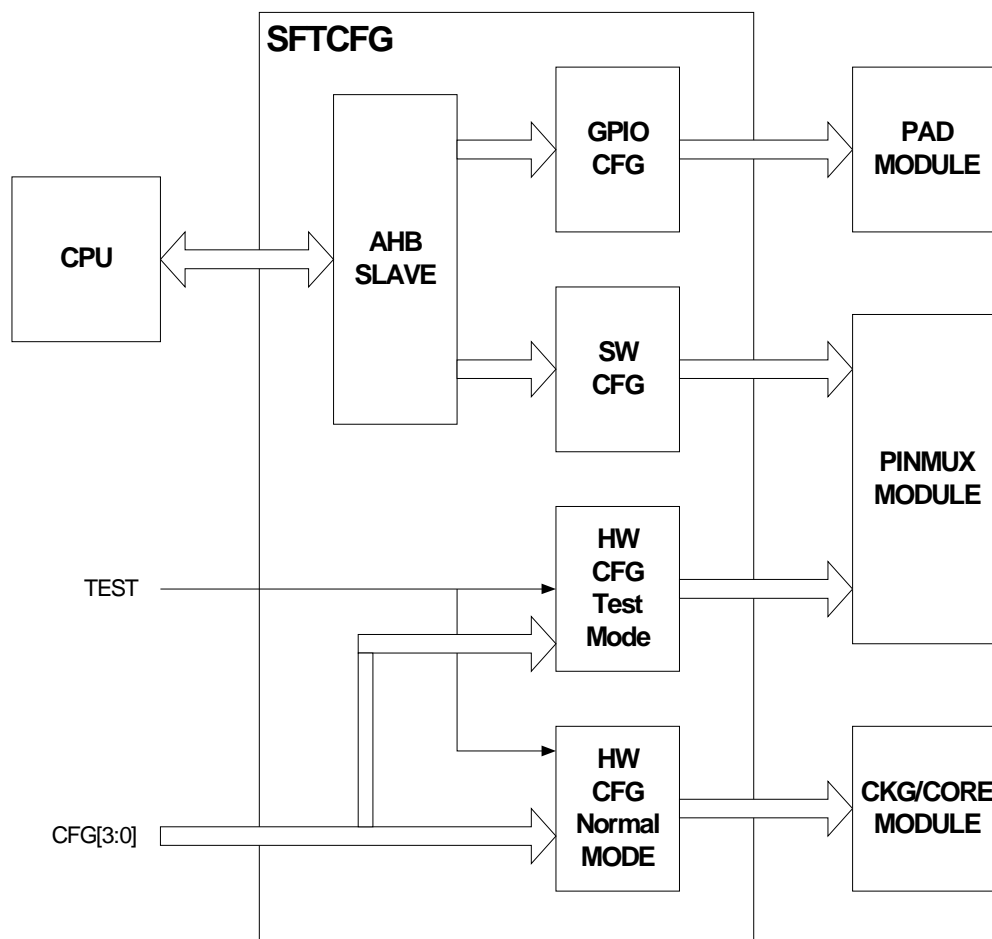 SFTCFG
GPIO
CFG
PAD
MODULE
CPU
AHB
SLAVE
SW
CFG
PINMUX
MODULE
HW
CFG
Test
Mode
TEST
HW
CFG
Normal
MODE
CKG/CORE
MODULE
CFG[3:0]